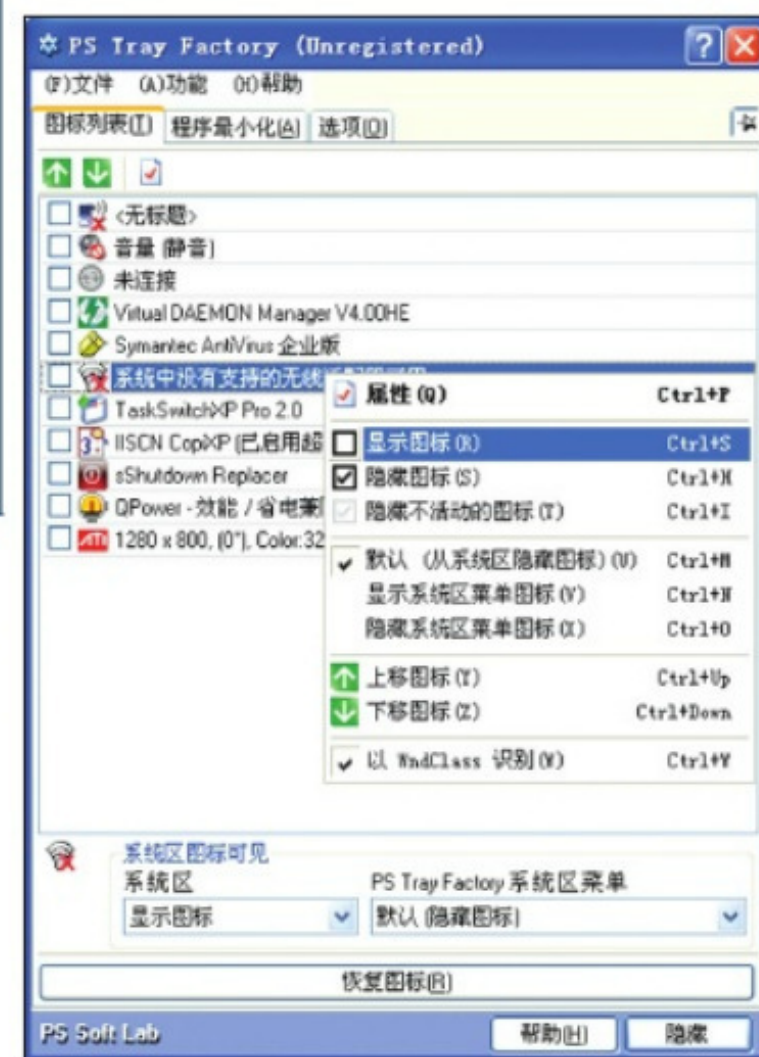 PS Tray Factory (Unregistered)
(F)文件 (A)功能 (H)帮助
图标列表(I) 程序最小化(A) 选项(O)
<无标题>
音量 (静音)
未连接
Virtual DAEMON Manager V4.00HE
Symantec AntiVirus 企业版
系统中没有支持的无线
TaskSwitchXP Pro 2.0
IISCN CopiXP (已启用超
sShutdown Replacer
QPower - 效能 / 省电兼
1280 x 800, (0°), Color:32
属性(Q) Ctrl+P
显示图标(R) Ctrl+S
隐藏图标(S) Ctrl+H
隐藏不活动的图标(T) Ctrl+I
默认 (从系统区隐藏图标)(U) Ctrl+M
显示系统区菜单图标(V) Ctrl+N
隐藏系统区菜单图标(X) Ctrl+O
上移图标(Y) Ctrl+Up
下移图标(Z) Ctrl+Down
以 WndClass 识别(W) Ctrl+Y
系统区图标可见
系统区 PS Tray Factory 系统区菜单
显示图标 默认 (隐藏图标)
恢复图标(R)
PS Soft Lab 帮助(H) 隐藏